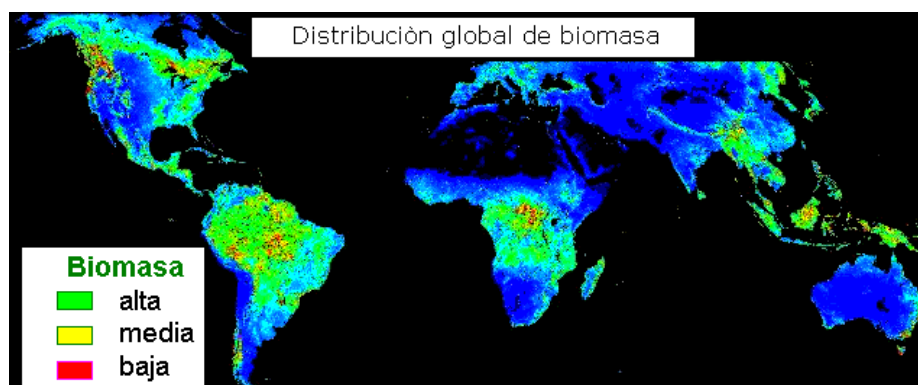 Distribuciòn global de biomasa
Biomasa
alta
media
baja